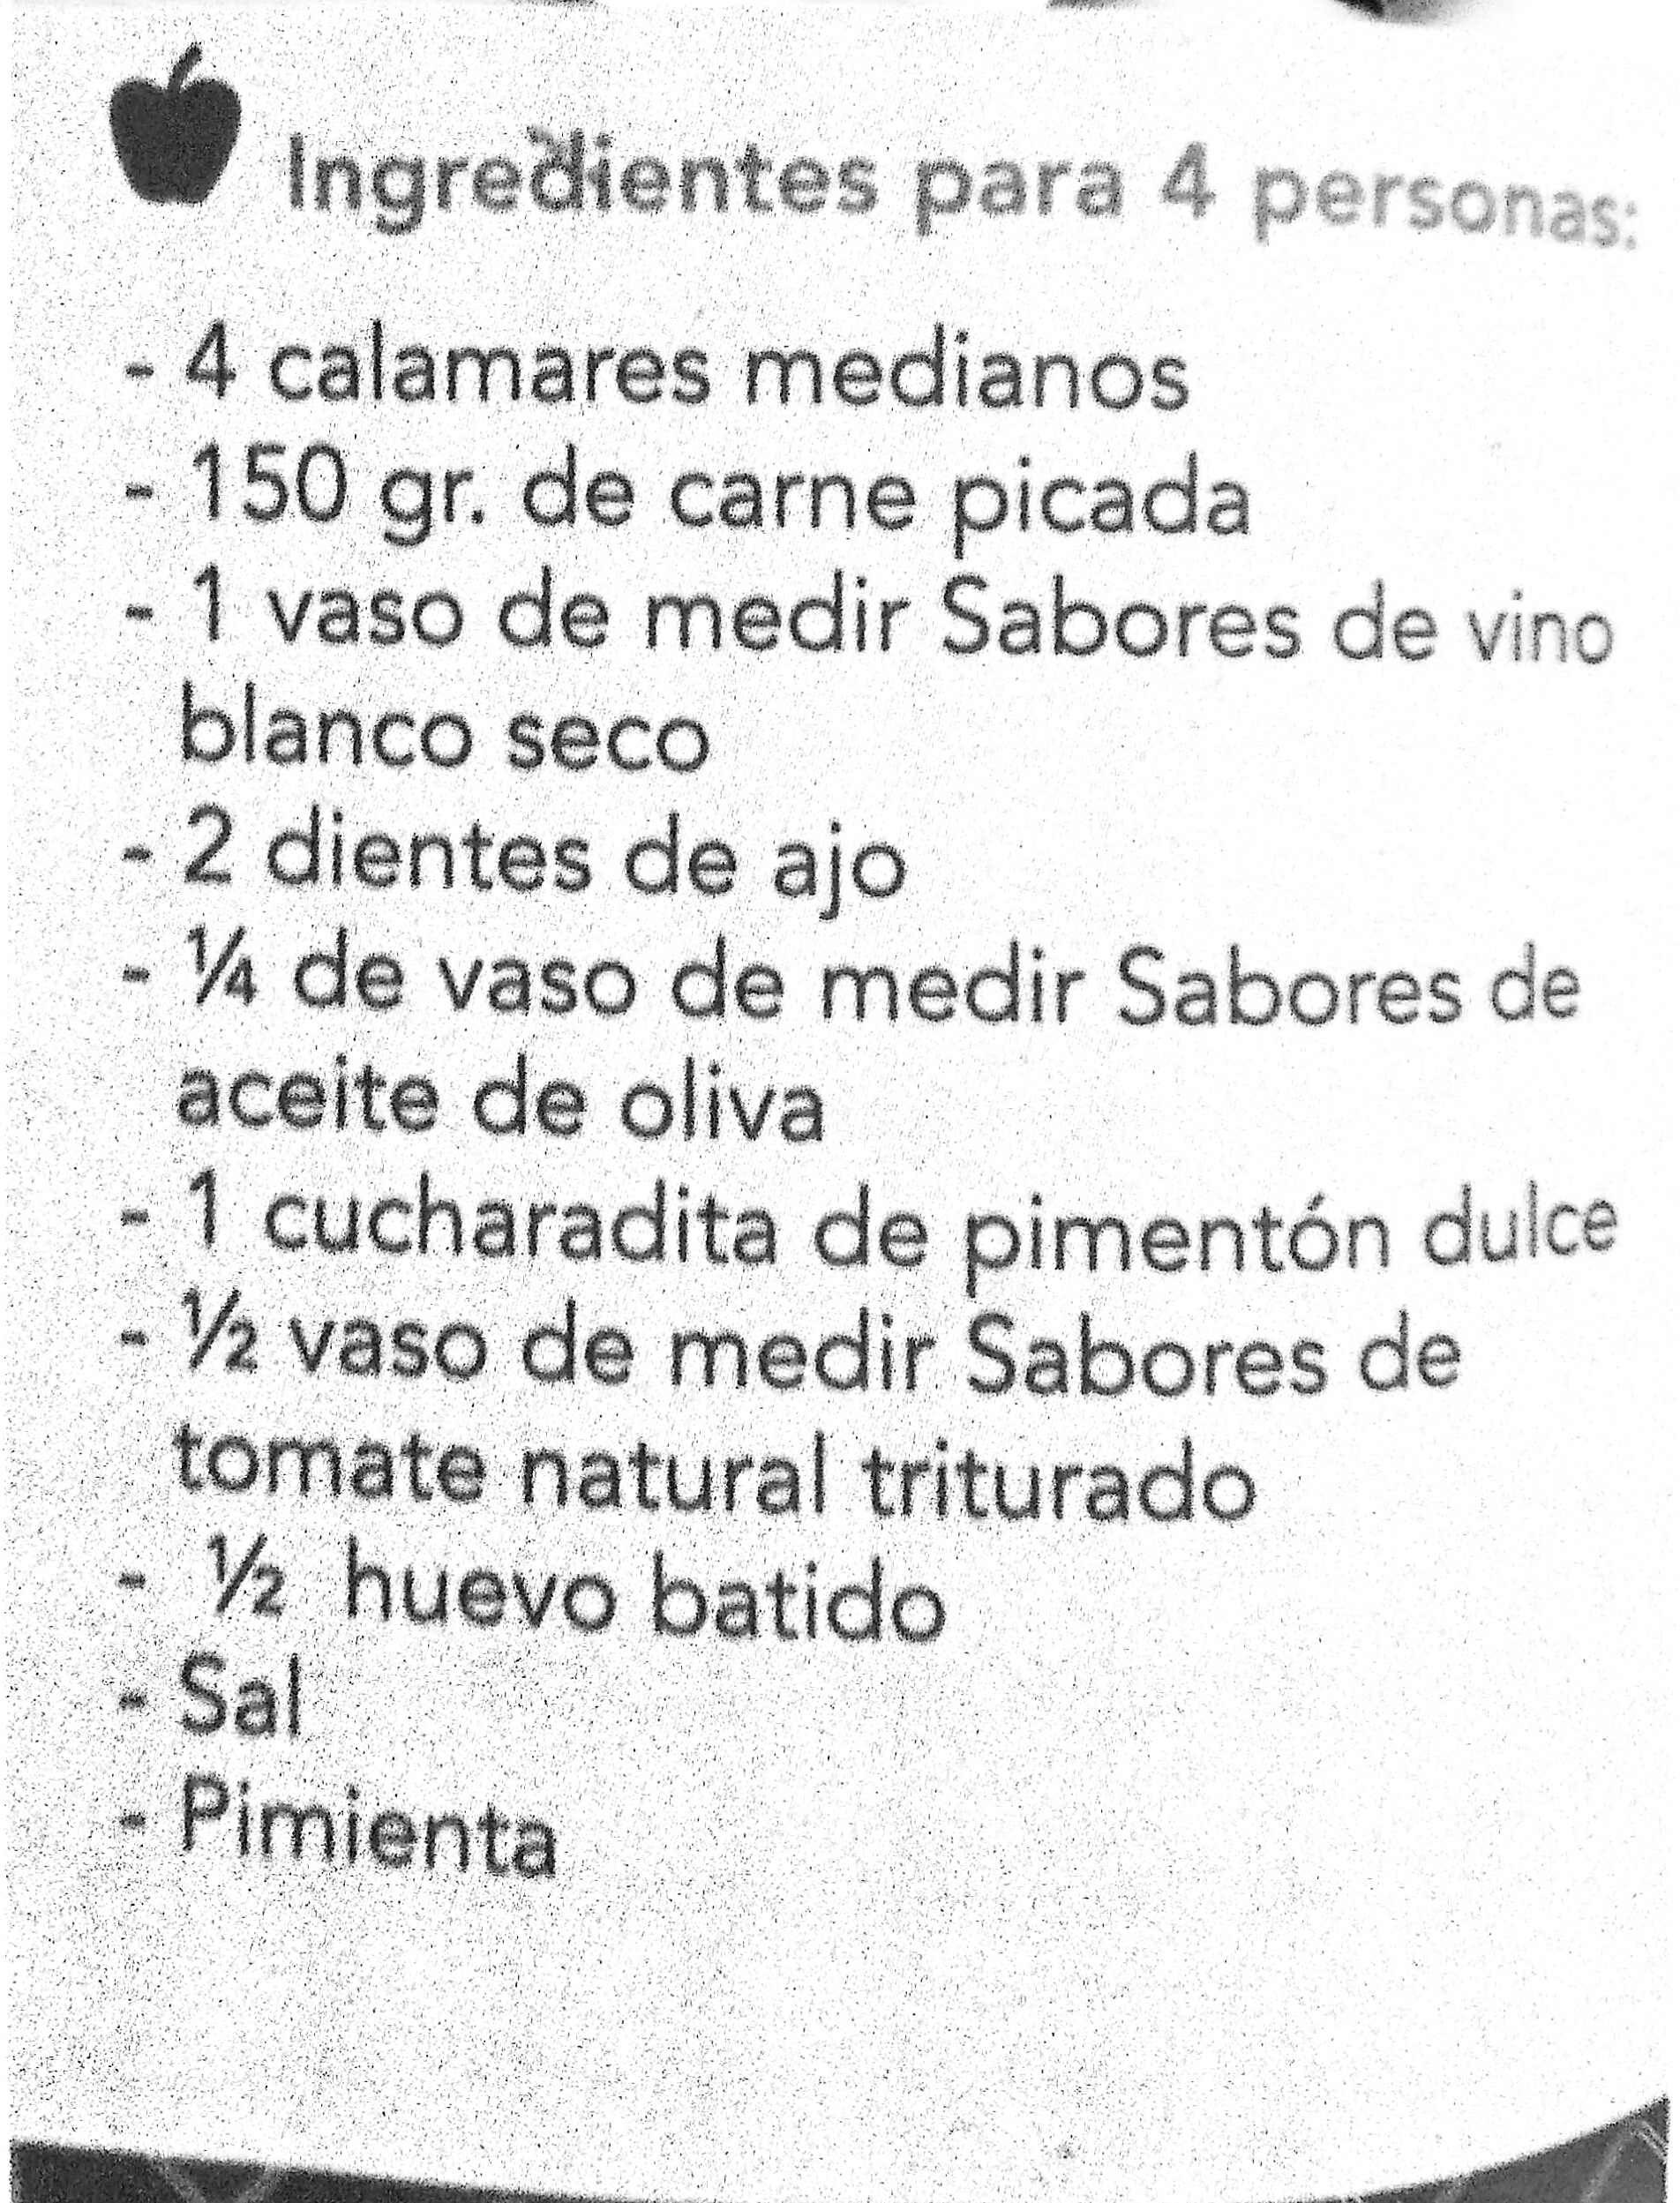 Ingredientes para 4 personas:
- 4 calamares medianos
- 150 gr. de carne picada
- 1 vaso de medir Sabores de vino
blanco seco
- 2 dientes de ajo
- ¼ de vaso de medir Sabores de
aceite de oliva
- 1 cucharadita de pimentón dulce
- ½ vaso de medir Sabores de
tomate natural triturado
- ½ huevo batido
- Sal
- Pimienta